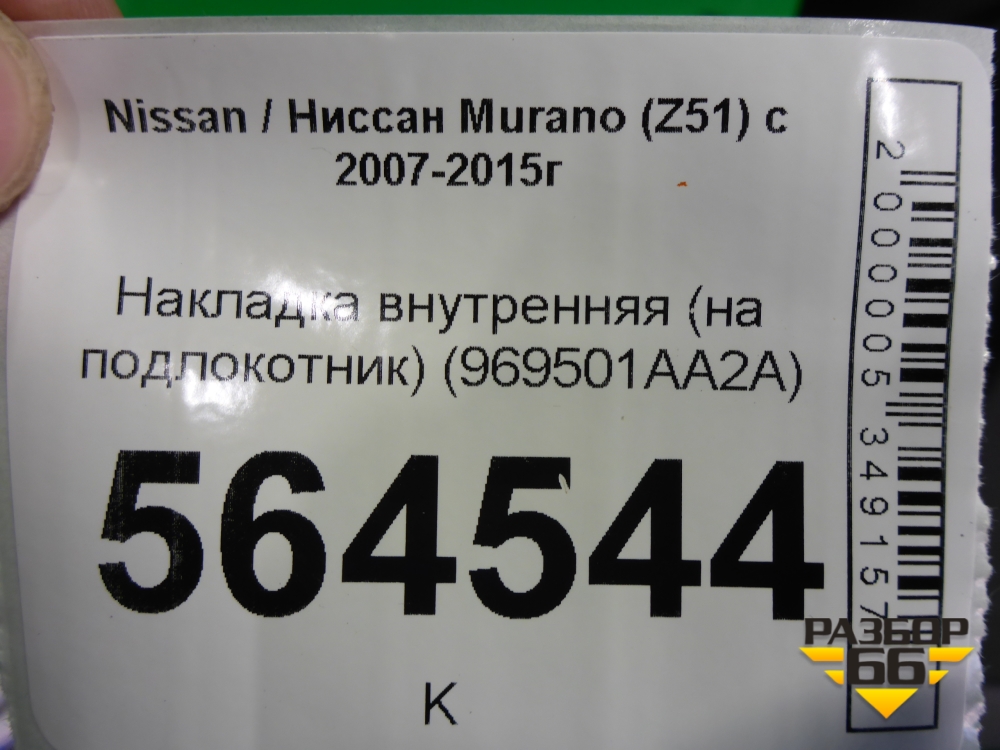 Nissan / Ниссан Murano (Z51) с
2007-2015г
Накладка внутренняя (на
подлокотник) (969501AA2A)
564544
К
2000005349157
РАЗБОР
66